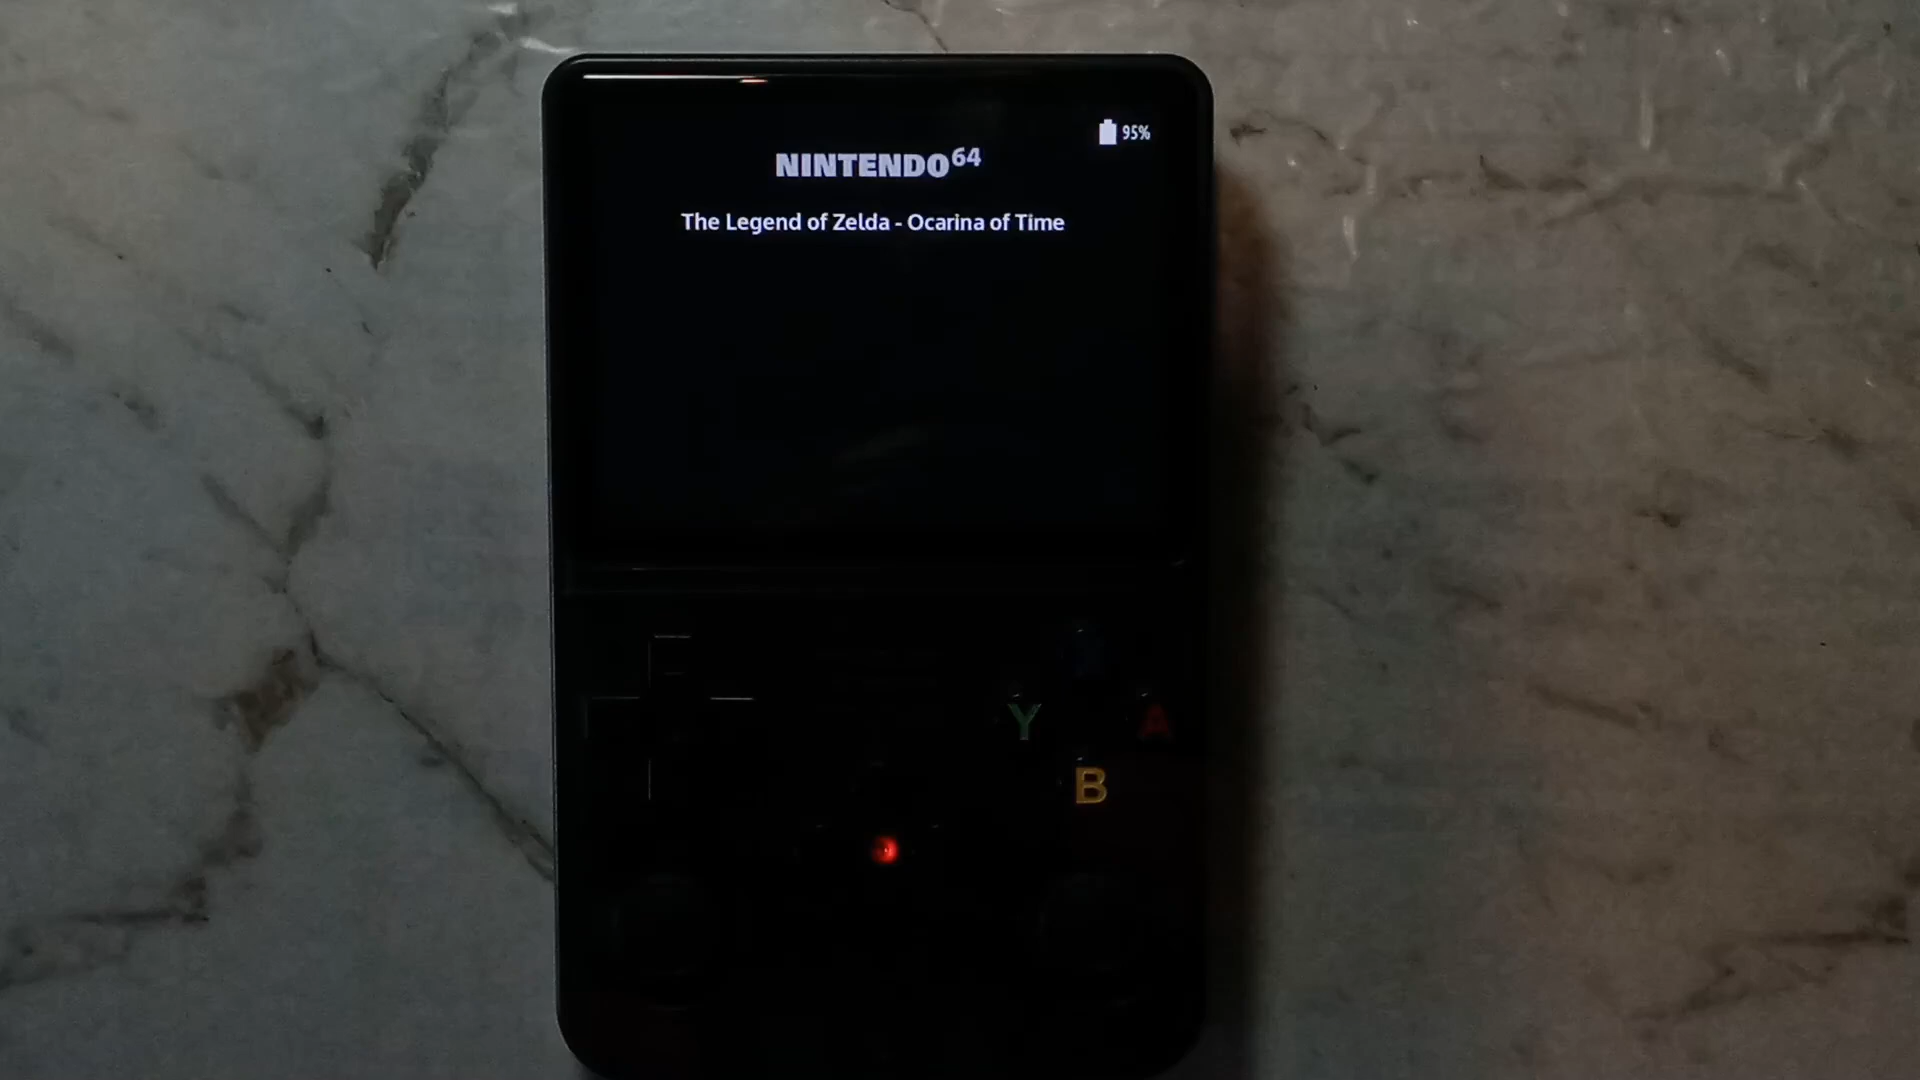 95%
NINTENDO64
The Legend of Zelda - Ocarina of Time
X
Y A
B